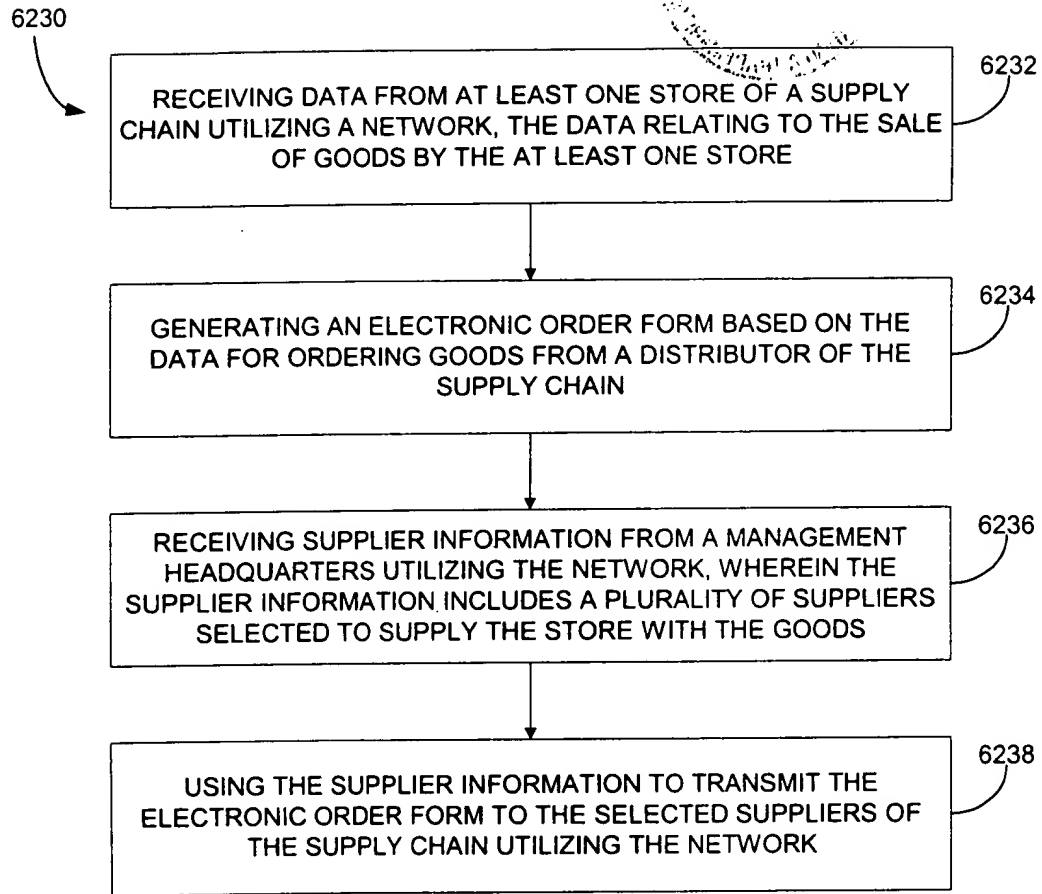 6230
RECEIVING DATA FROM AT LEAST ONE STORE OF A SUPPLY
CHAIN UTILIZING A NETWORK, THE DATA RELATING TO THE SALE
OF GOODS BY THE AT LEAST ONE STORE
6232
GENERATING AN ELECTRONIC ORDER FORM BASED ON THE
DATA FOR ORDERING GOODS FROM A DISTRIBUTOR OF THE
SUPPLY CHAIN
6234
RECEIVING SUPPLIER INFORMATION FROM A MANAGEMENT
HEADQUARTERS UTILIZING THE NETWORK, WHEREIN THE
SUPPLIER INFORMATION INCLUDES A PLURALITY OF SUPPLIERS
SELECTED TO SUPPLY THE STORE WITH THE GOODS
6236
USING THE SUPPLIER INFORMATION TO TRANSMIT THE
ELECTRONIC ORDER FORM TO THE SELECTED SUPPLIERS OF
THE SUPPLY CHAIN UTILIZING THE NETWORK
6238